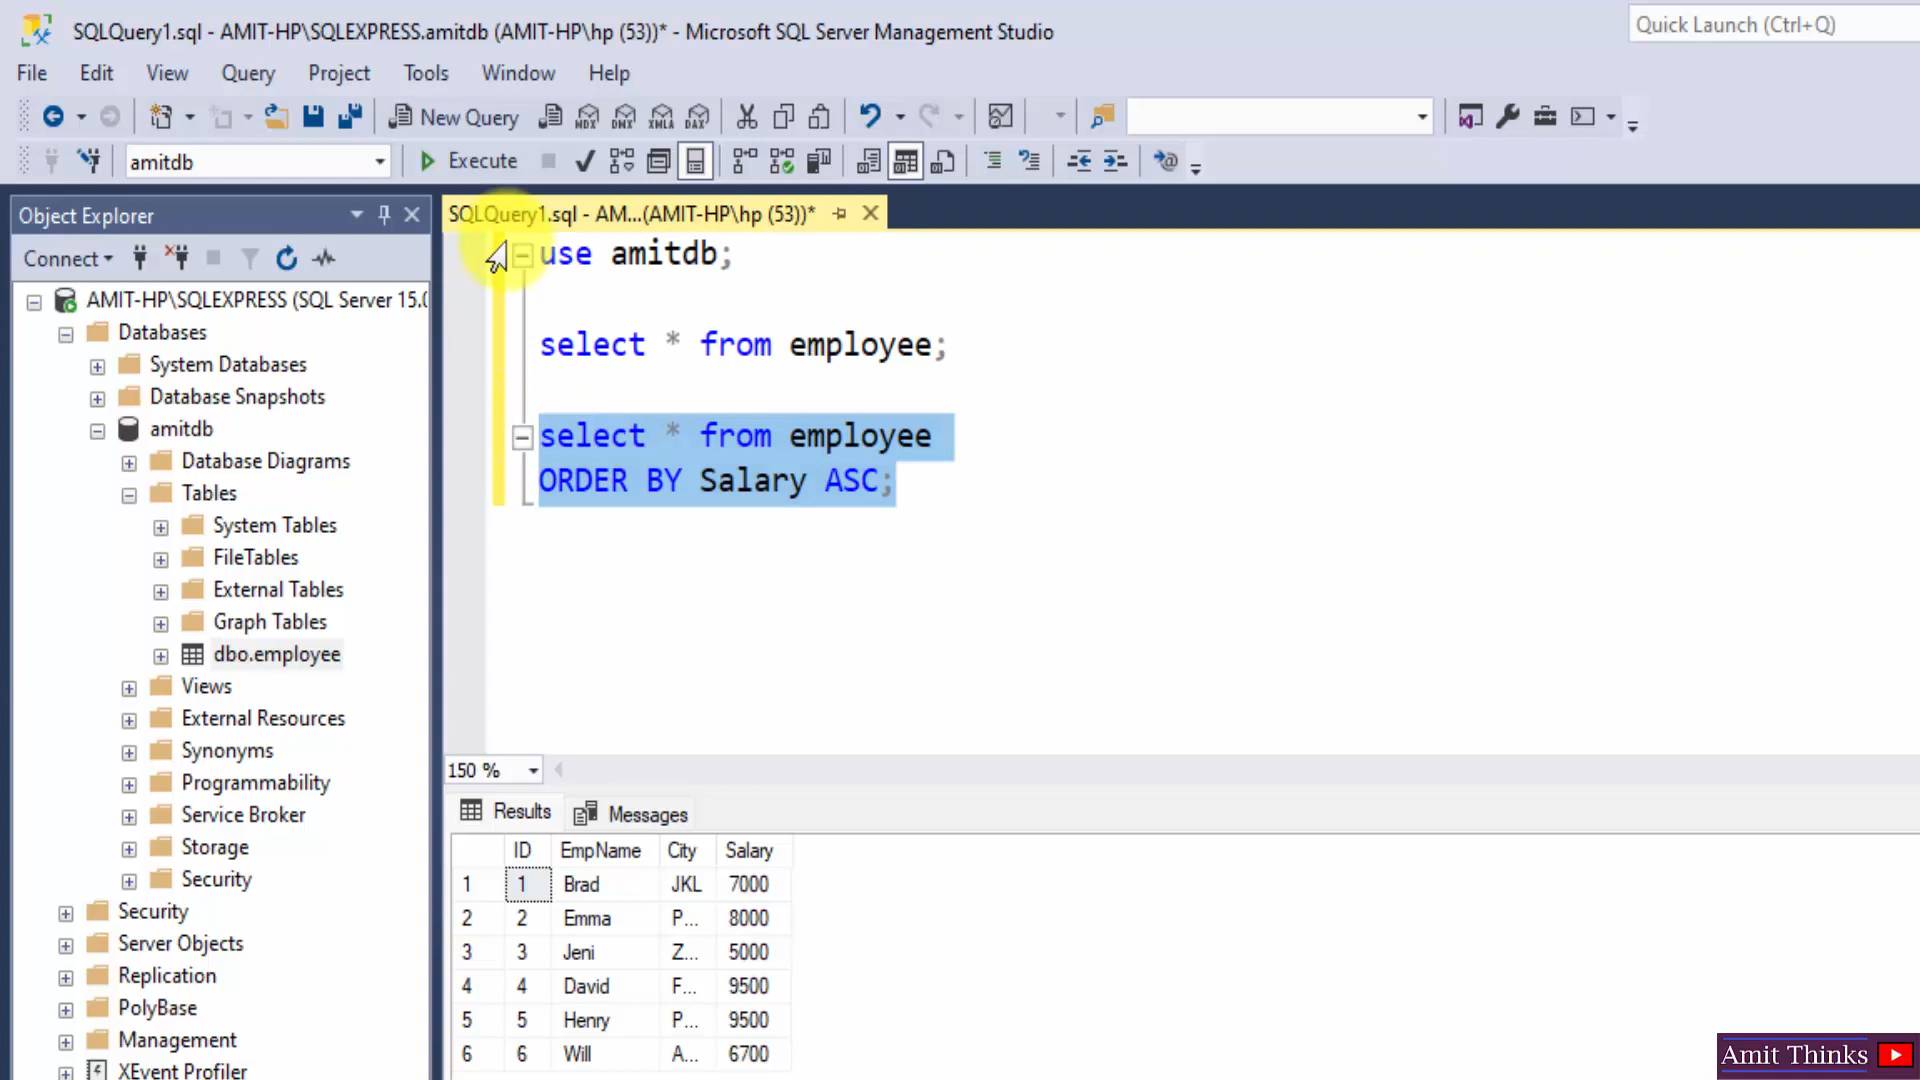 SQLQuery1.sql - AMIT-HP\SQLEXPRESS.amitdb (AMIT-HP\hp (53))* - Microsoft SQL Server Management Studio
Quick Launch (Ctrl+Q)
File Edit View Query Project Tools Window Help
New Query MDX DMX XMLA DAX
amitdb Execute
Object Explorer
SQLQuery1.sql - AM...(AMIT-HP\hp (53))*
Connect
AMIT-HP\SQLEXPRESS (SQL Server 15.0
Databases
System Databases
Database Snapshots
amitdb
Database Diagrams
Tables
System Tables
FileTables
External Tables
Graph Tables
dbo.employee
Views
External Resources
Synonyms
Programmability
Service Broker
Storage
Security
Security
Server Objects
Replication
PolyBase
Management
XEvent Profiler
use amitdb;
select * from employee;
select * from employee
ORDER BY Salary ASC;
150 %
Results Messages
ID EmpName City Salary
1 1 Brad JKL 7000
2 2 Emma P... 8000
3 3 Jeni Z... 5000
4 4 David F... 9500
5 5 Henry P... 9500
6 6 Will A... 6700
Amit Thinks